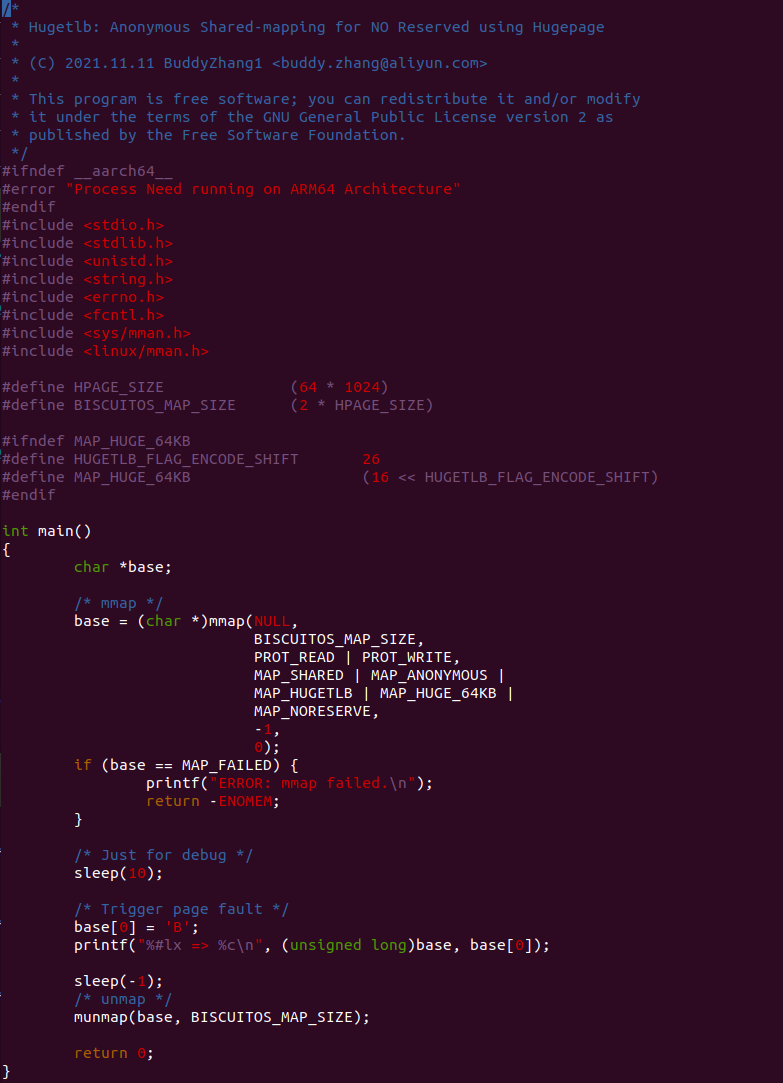 /*
 * Hugetlb: Anonymous Shared-mapping for NO Reserved using Hugepage
 *
 * (C) 2021.11.11 BuddyZhang1 <buddy.zhang@aliyun.com>
 *
 * This program is free software; you can redistribute it and/or modify
 * it under the terms of the GNU General Public License version 2 as
 * published by the Free Software Foundation.
 */
#ifndef __aarch64__
#error "Process Need running on ARM64 Architecture"
#endif
#include <stdio.h>
#include <stdlib.h>
#include <unistd.h>
#include <string.h>
#include <errno.h>
#include <fcntl.h>
#include <sys/mman.h>
#include <linux/mman.h>

#define HPAGE_SIZE              (64 * 1024)
#define BISCUITOS_MAP_SIZE      (2 * HPAGE_SIZE)

#ifndef MAP_HUGE_64KB
#define HUGETLB_FLAG_ENCODE_SHIFT       26
#define MAP_HUGE_64KB                   (16 << HUGETLB_FLAG_ENCODE_SHIFT)
#endif

int main()
{
        char *base;

        /* mmap */
        base = (char *)mmap(NULL,
                            BISCUITOS_MAP_SIZE,
                            PROT_READ | PROT_WRITE,
                            MAP_SHARED | MAP_ANONYMOUS |
                            MAP_HUGETLB | MAP_HUGE_64KB |
                            MAP_NORESERVE,
                            -1,
                            0);
        if (base == MAP_FAILED) {
                printf("ERROR: mmap failed.\n");
                return -ENOMEM;
        }

        /* Just for debug */
        sleep(10);

        /* Trigger page fault */
        base[0] = 'B';
        printf("%#lx => %c\n", (unsigned long)base, base[0]);

        sleep(-1);
        /* unmap */
        munmap(base, BISCUITOS_MAP_SIZE);

        return 0;
}